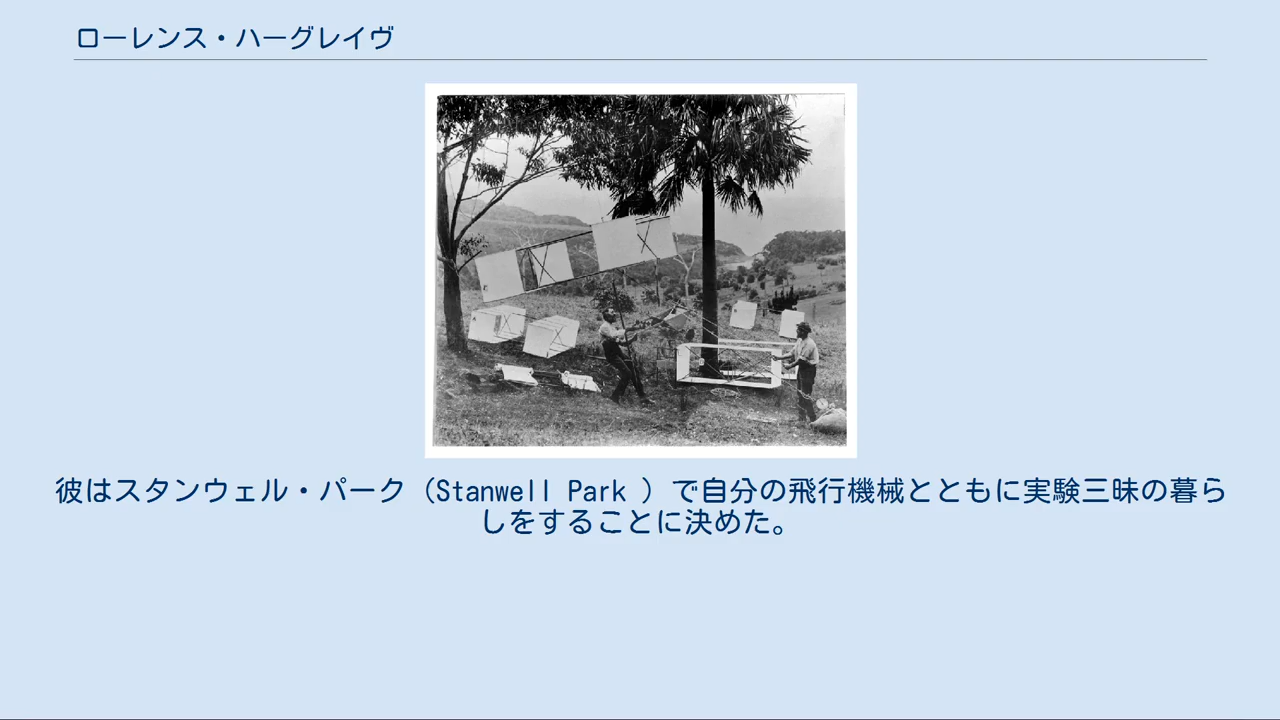 ローレンス・ハーグレイヴ
彼はスタンウェル・パーク（Stanwell Park ）で自分の飛行機械とともに実験三昧の暮ら
しをすることに決めた。